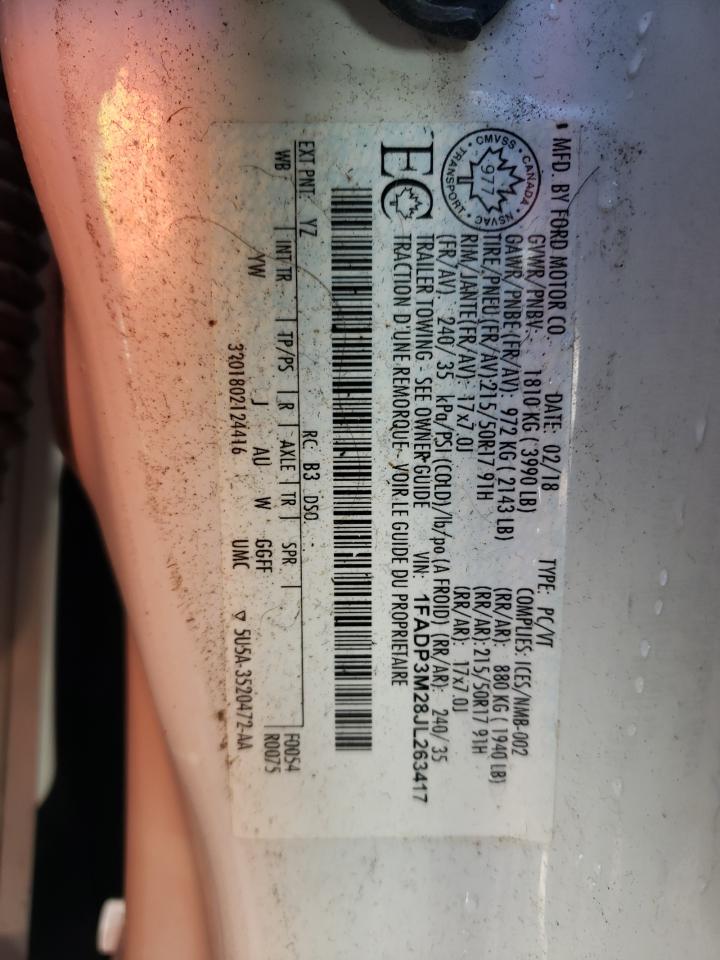 MFD. BY FORD MOTOR CO.
DATE: 02/18 TYPE: PC/VT
GVWR/PNBV: 1810 KG ( 3990 LB) COMPLIES: ICES/NMB-002
GAWR/PNBE (FR/AV): 972 KG ( 2143 LB) (RR/AR): 880 KG ( 1940 LB)
TIRE/PNEU(FR/AV):215/50R17 91H (RR/AR):215/50R17 91H
RIM/JANTE(FR/AV): 17x7.0J (RR/AR): 17x7.0J
(FR/AV) 240/35 kPa/PSI(COLD)/lb/po(A FROID) (RR/AR) 240/35
TRAILER TOWING - SEE OWNER GUIDE VIN: 1FADP3M28JL263417
TRACTION D'UNE REMORQUE - VOIR LE GUIDE DU PROPRIETAIRE
CMVSS • CANADA • NSVAC • TRANSPORT •
977
EC
EXT PNT: YZ RC: B3 DSO: F0054
WB INT TR TP/PS R AXLE TR SPR R0075
YW J AU W GGFF
3201802124416 UMC ▽ 5U5A-3520472-AA